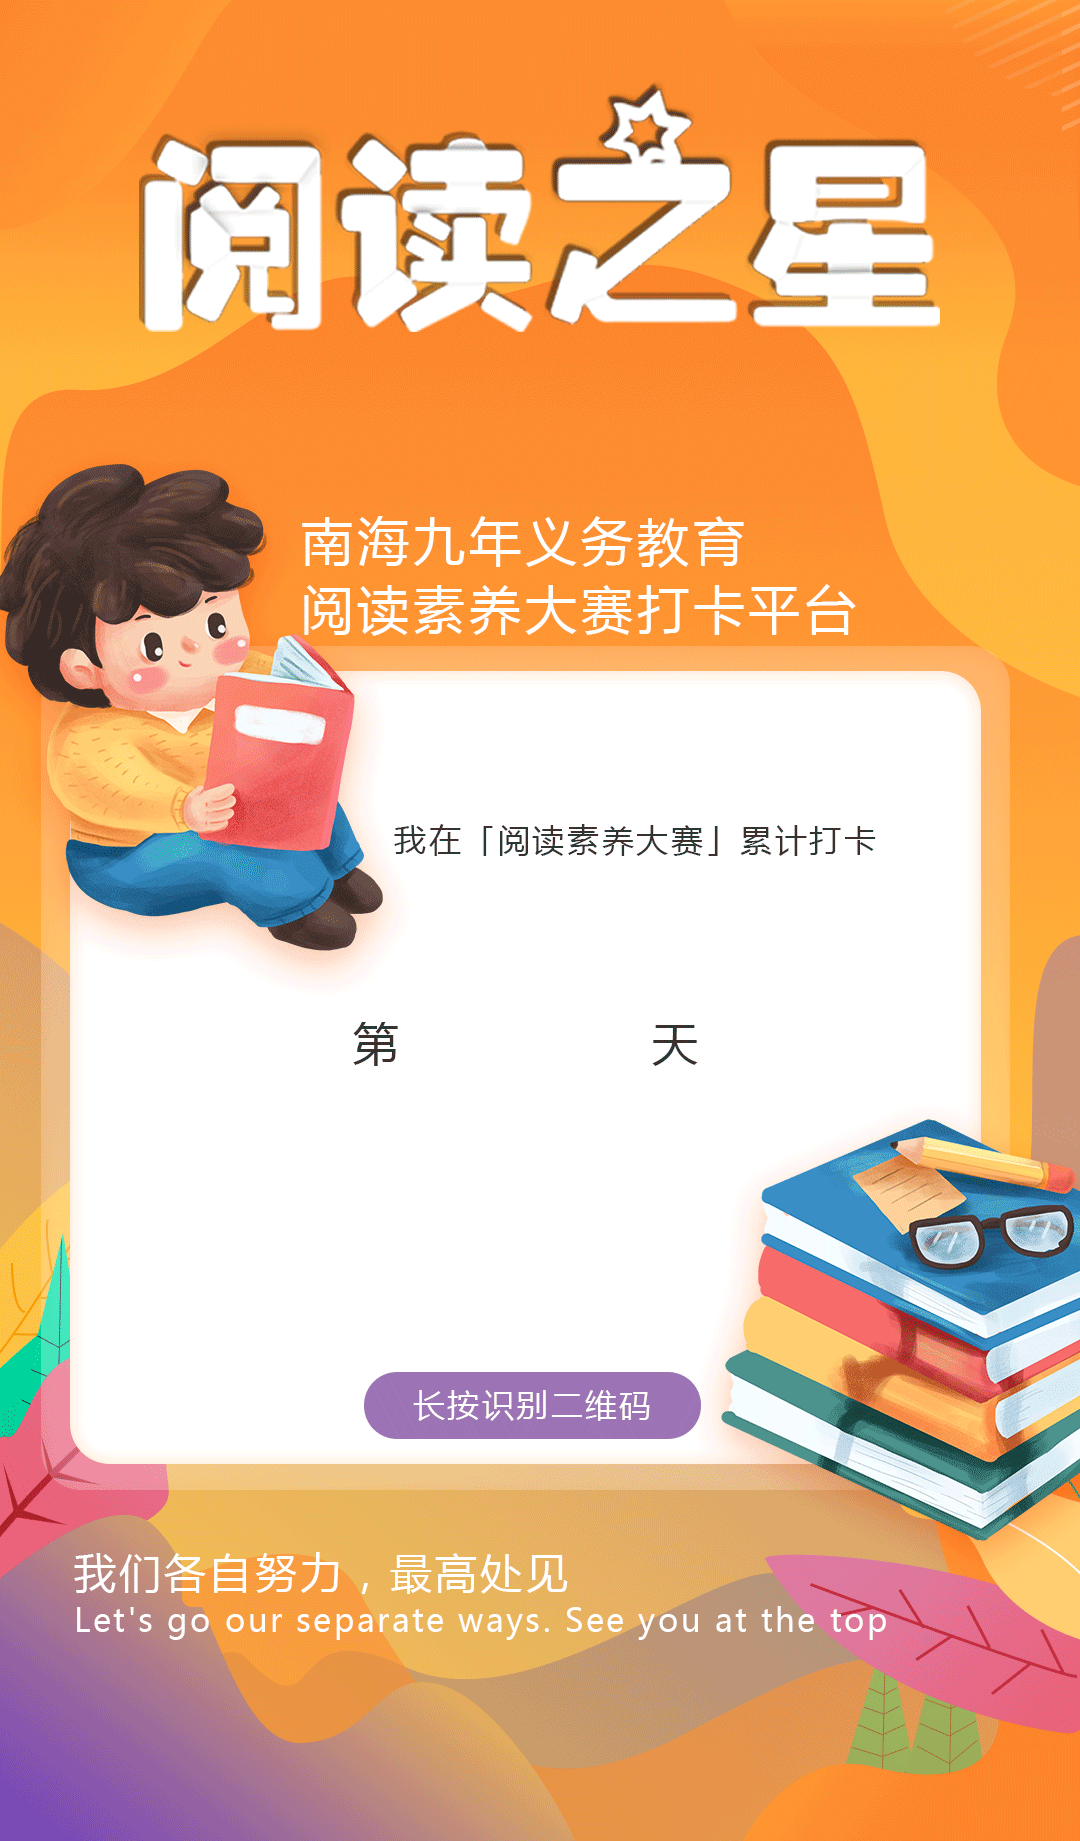 阅读之星
南海九年义务教育
阅读素养大赛打卡平台
我在「阅读素养大赛」累计打卡
第 天
长按识别二维码
我们各自努力，最高处见
Let's go our separate ways. See you at the top